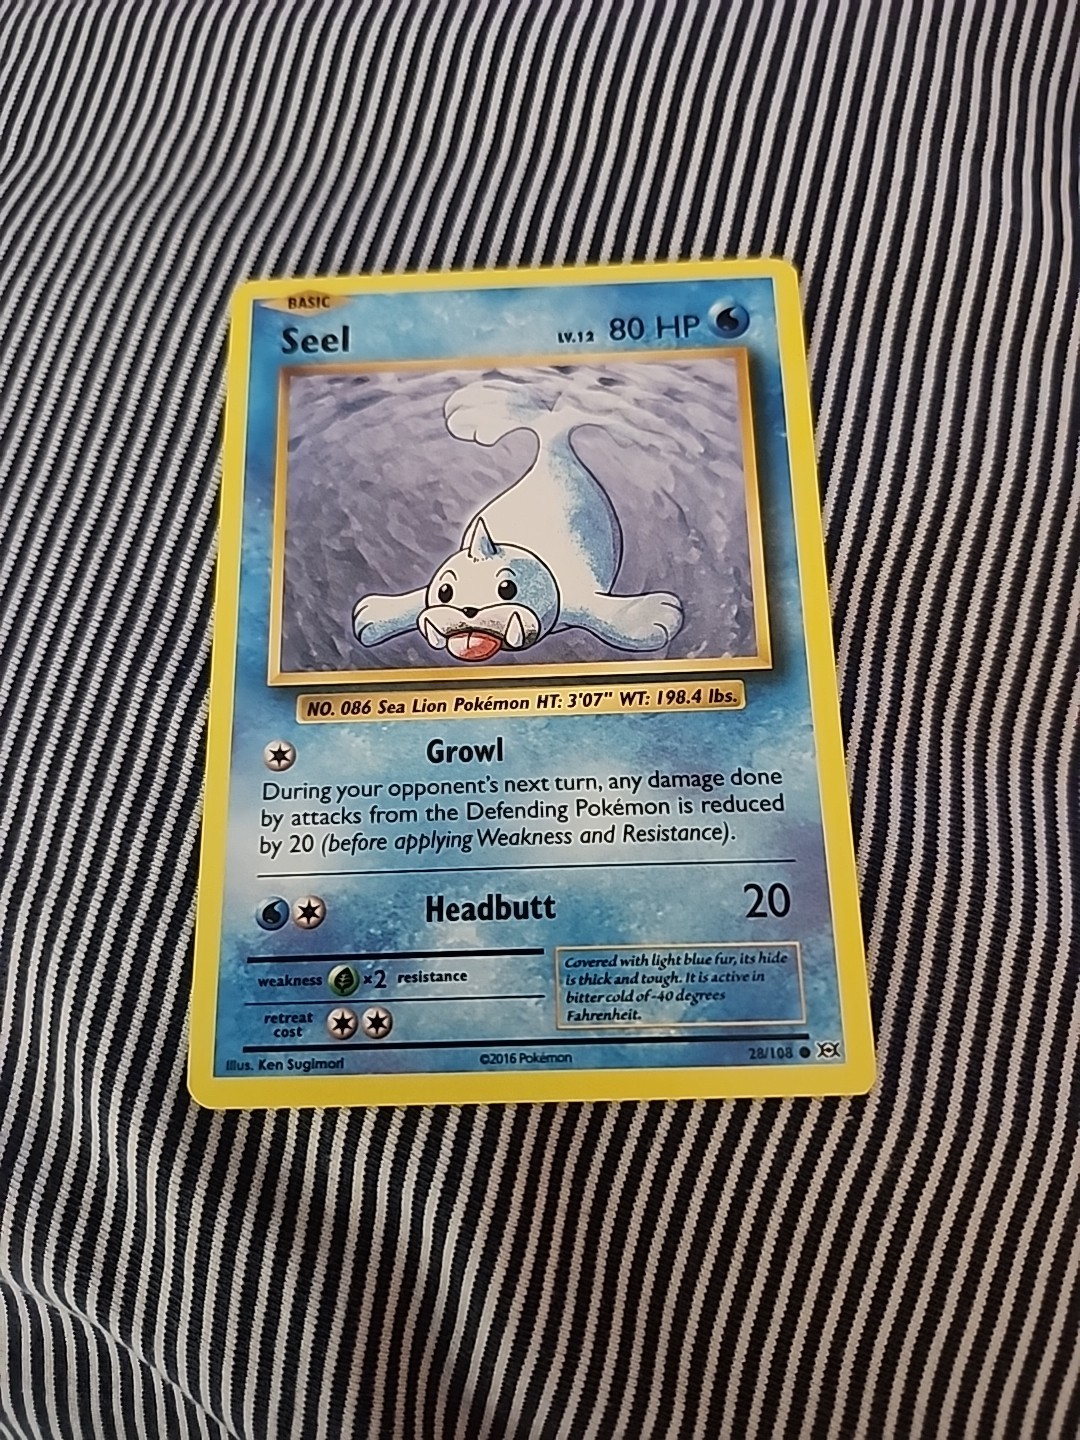 BASIC
Seel LV.12 80 HP
NO. 086 Sea Lion Pokémon HT: 3'07" WT: 198.4 lbs.
Growl
During your opponent's next turn, any damage done
by attacks from the Defending Pokémon is reduced
by 20 (before applying Weakness and Resistance).
Headbutt 20
weakness ×2 resistance
retreat
cost
Covered with light blue fur, its hide
is thick and tough. It is active in
bitter cold of -40 degrees
Fahrenheit.
Illus. Ken Sugimori ©2016 Pokémon 28/108